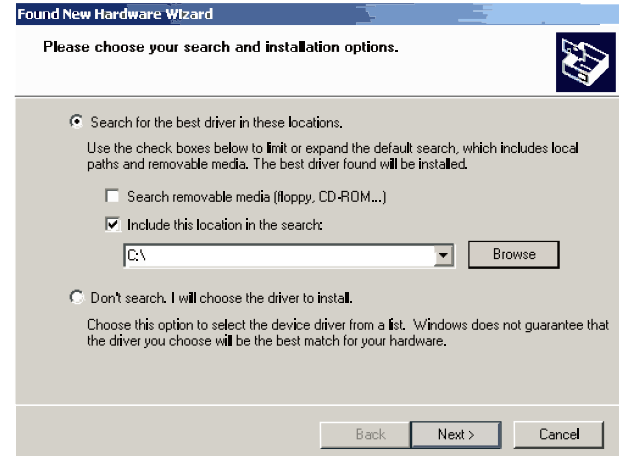 Found New Hardware Wizard
Please choose your search and installation options.
Search for the best driver in these locations.
Use the check boxes below to limit or expand the default search, which includes local
paths and removable media. The best driver found will be installed.
Search removable media (floppy, CD-ROM...)
Include this location in the search:
C:\
Browse
Don't search. I will choose the driver to install.
Choose this option to select the device driver from a list. Windows does not guarantee that
the driver you choose will be the best match for your hardware.
Back Next > Cancel